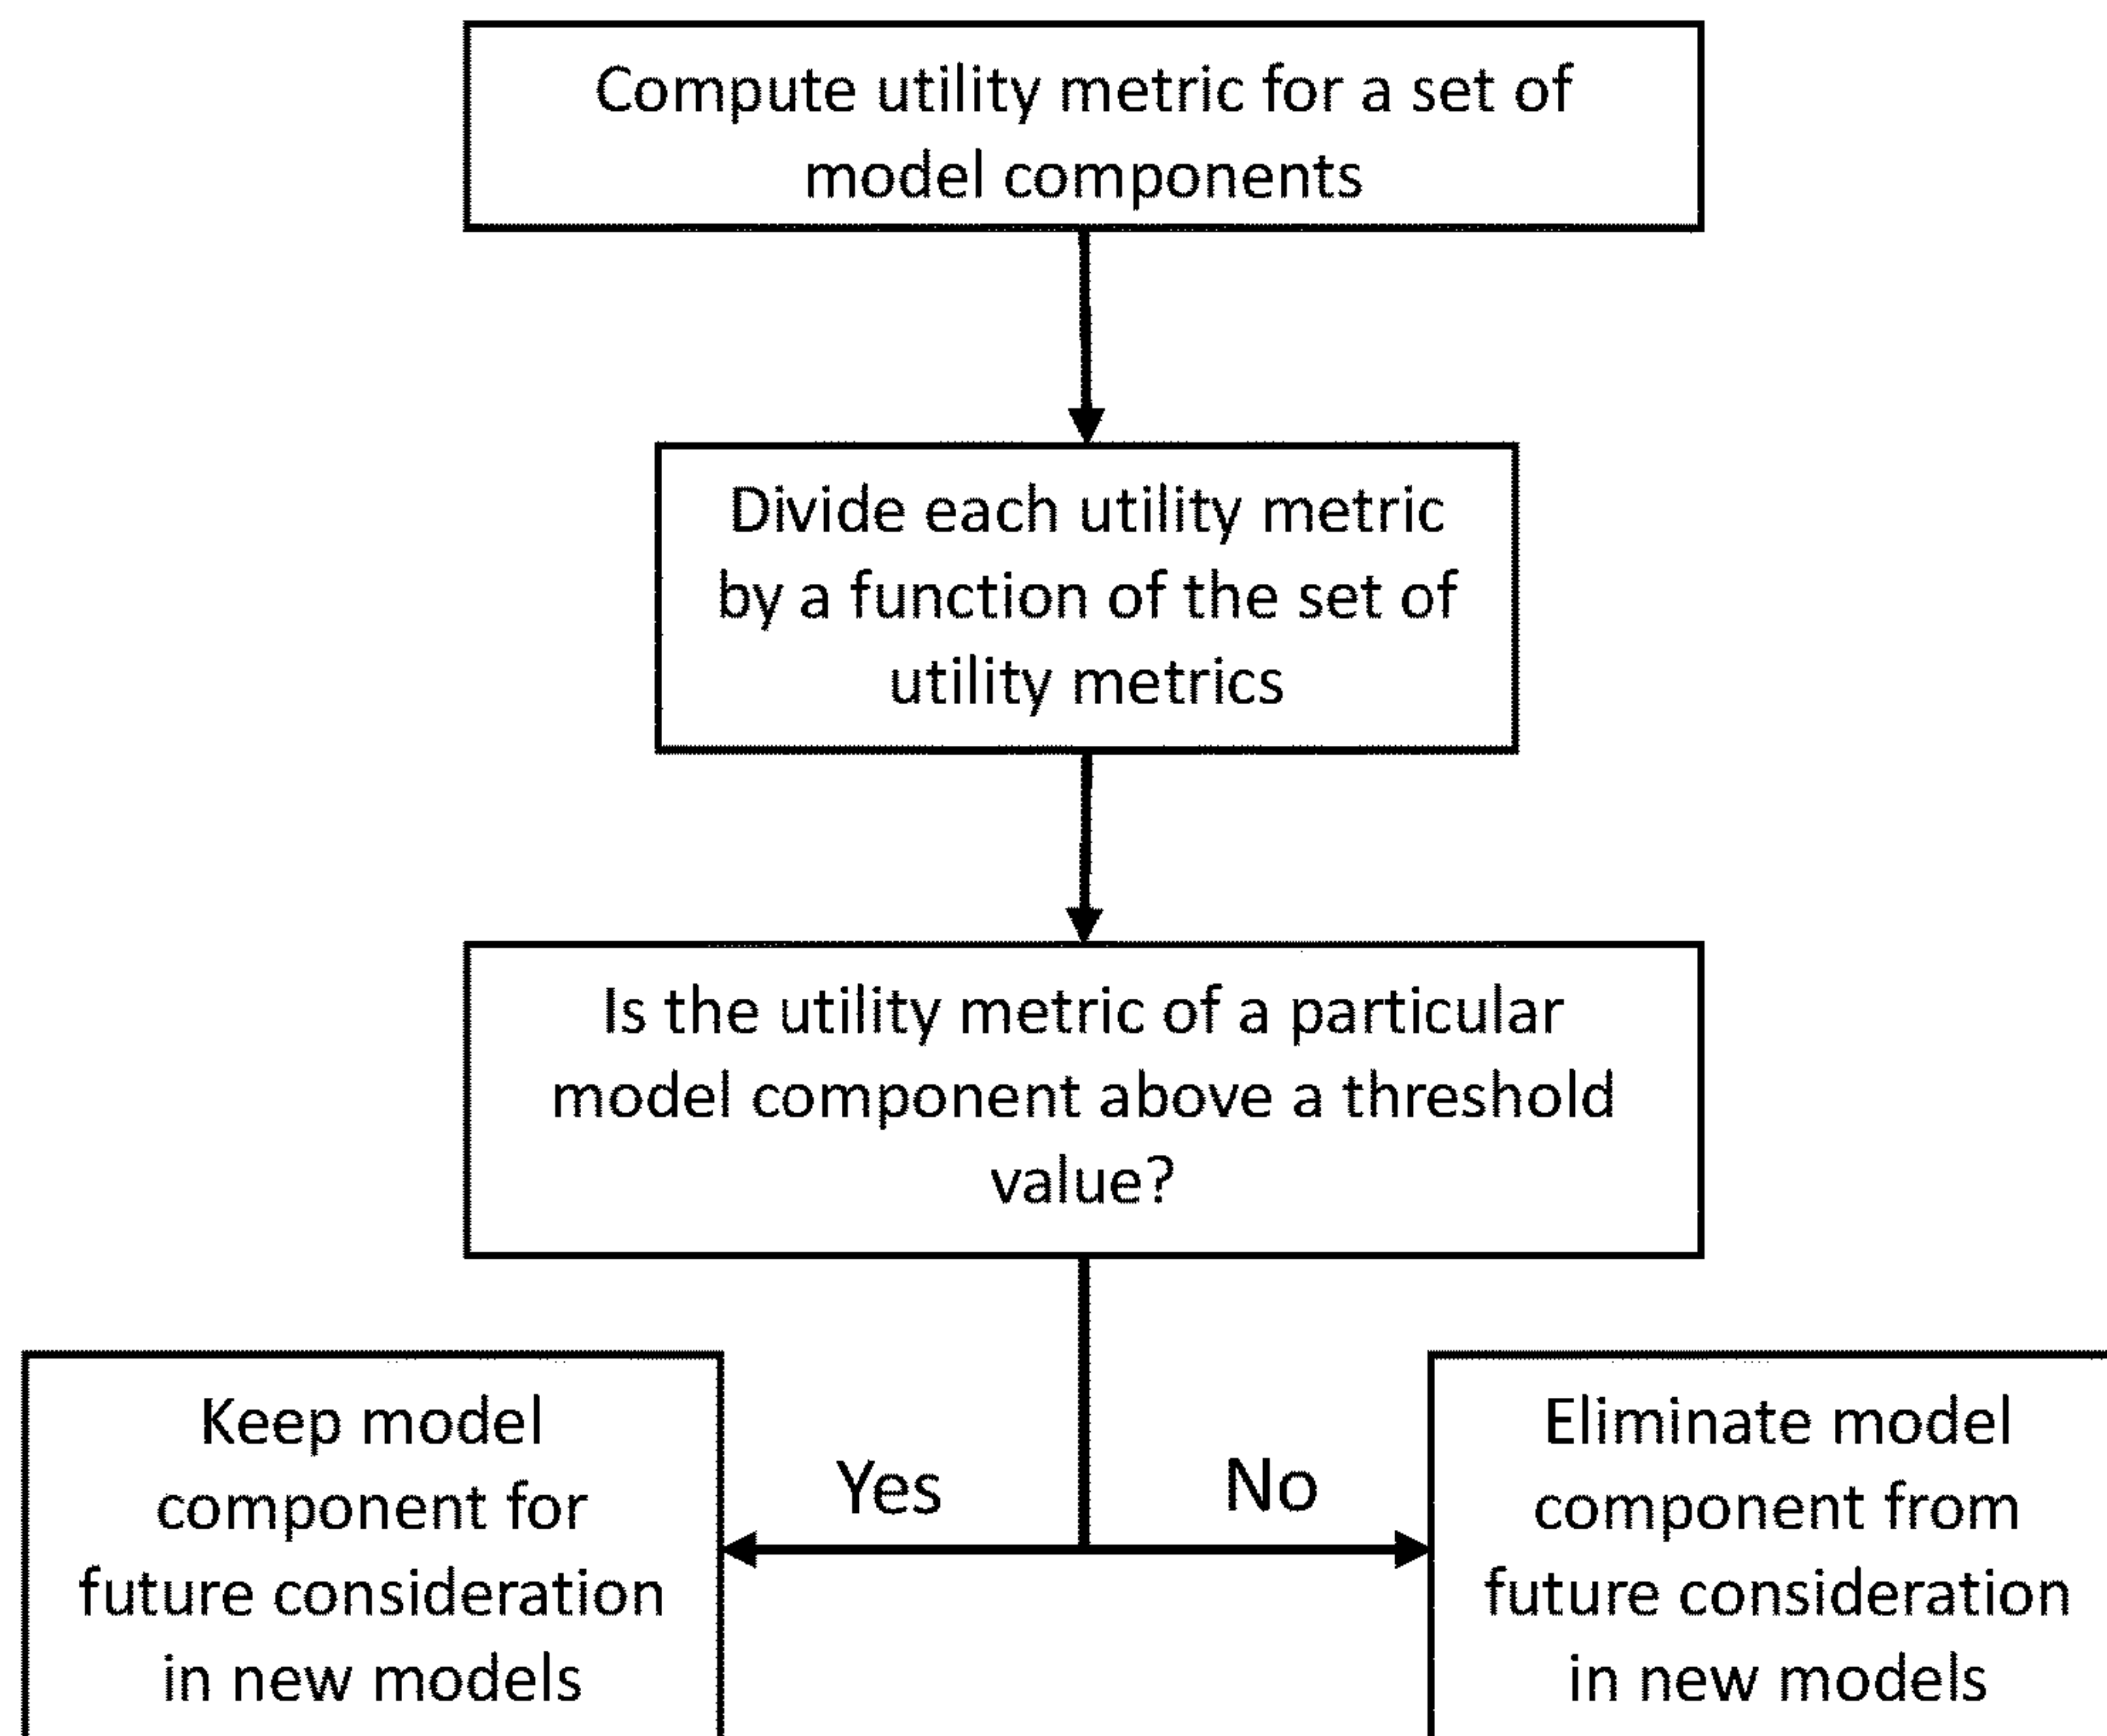 Compute utility metric for a set of
model components
Divide each utility metric
by a function of the set of
utility metrics
Is the utility metric of a particular
model component above a threshold
value?
Yes
No
Keep model
component for
future consideration
in new models
Eliminate model
component from
future consideration
in new models